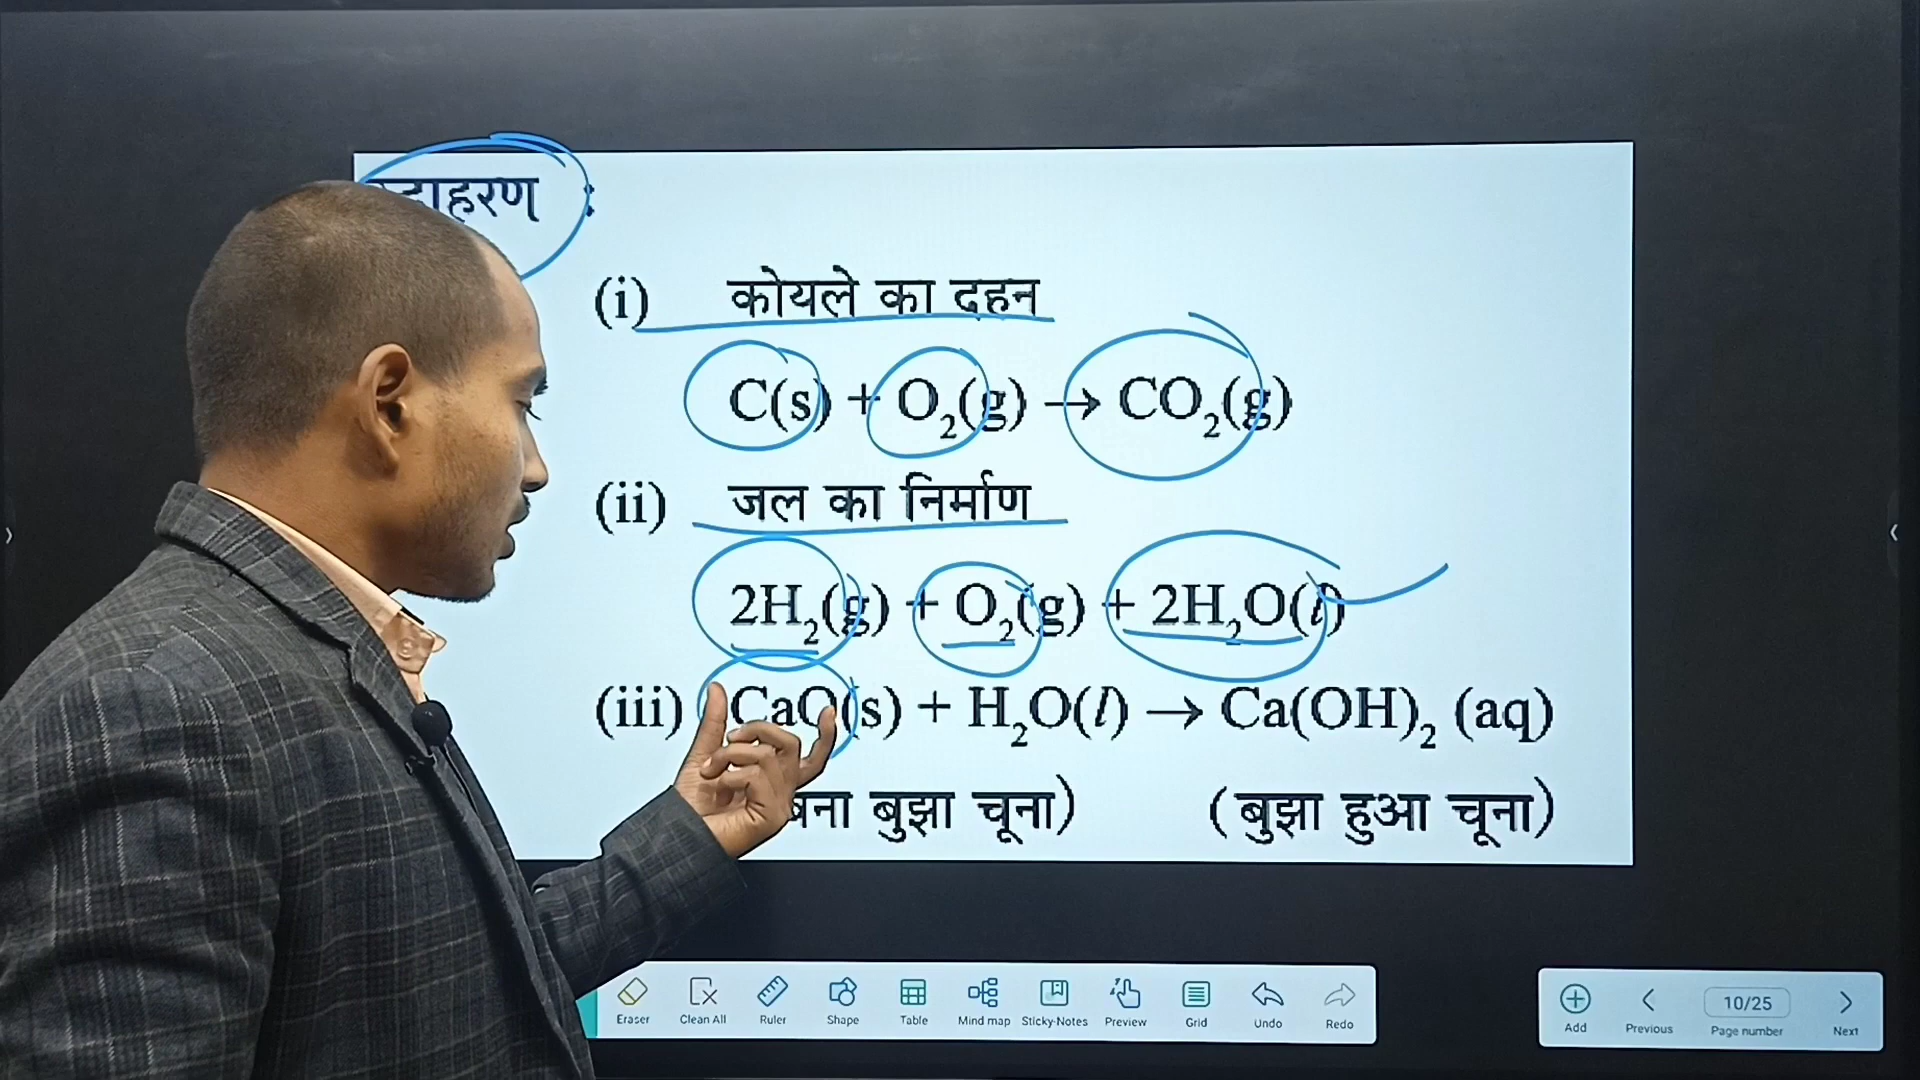 :
(i) कोयले का दहन
C(s) + O₂(g) → CO₂(g)
(ii) जल का निर्माण
2H₂(g) + O₂(g) + 2H₂O(l)
(iii) CaO(s) + H₂O(l) → Ca(OH)₂ (aq)
बुझा चूना) (बुझा हुआ चूना)
Eraser Clean All Ruler Shape Table Mind map Sticky-Notes Preview Grid Undo Redo
Add Previous 10/25 Page number Next